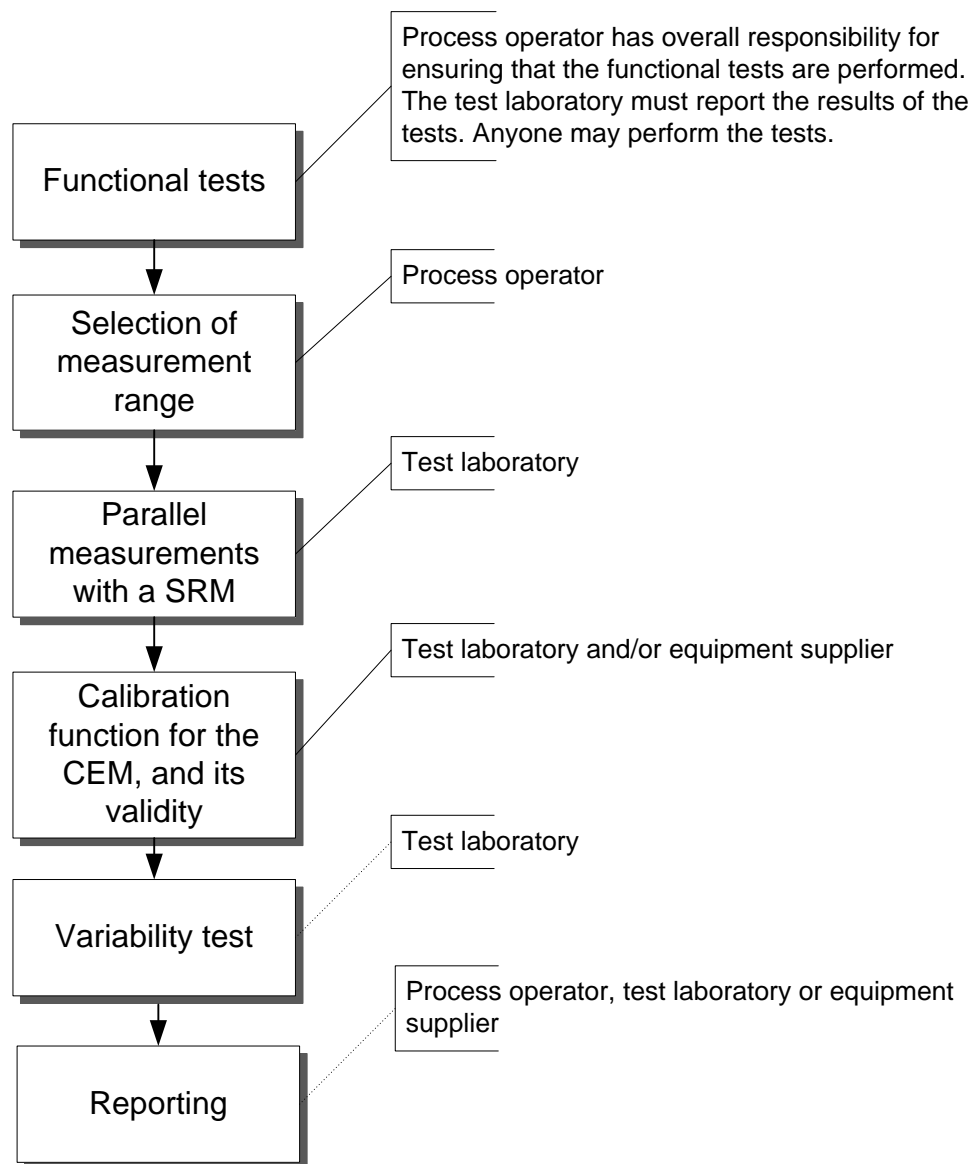 Process operator has overall responsibility for
ensuring that the functional tests are performed.
The test laboratory must report the results of the
tests. Anyone may perform the tests.
Functional tests
Process operator
Selection of
measurement
range
Test laboratory
Parallel
measurements
with a SRM
Test laboratory and/or equipment supplier
Calibration
function for the
CEM, and its
validity
Test laboratory
Variability test
Process operator, test laboratory or equipment
supplier
Reporting